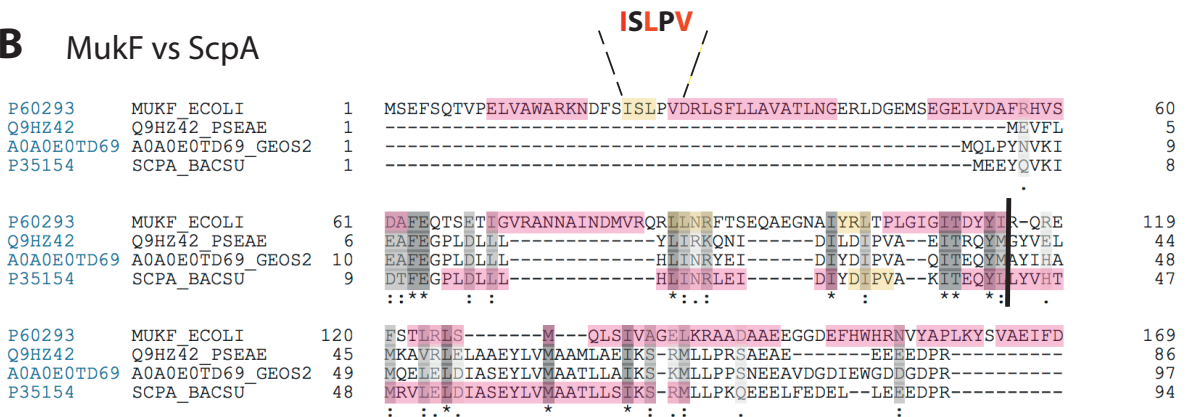 ISLPV
B MukF vs ScpA
P60293 MUKF_ECOLI 1 MSEFSQTVPELVAWARKNDFSISLPVDRLSFLLAVATLNGERLDGEMSEGELVDAFRHVS 60
Q9HZ42 Q9HZ42_PSEAE 1 -------------------------------------------------------MEVFL 5
A0A0E0TD69 A0A0E0TD69_GEOS2 1 ---------------------------------------------------MQLPYNVKI 9
P35154 SCPA_BACSU 1 ----------------------------------------------------MEEYQVKI 8
.
P60293 MUKF_ECOLI 61 DAFEQTSETIGVRANNAINDMVRQRLLNRFTSEQAEGNAIYRLTPLGIGITDYYIR-QRE 119
Q9HZ42 Q9HZ42_PSEAE 6 EAFEGPLDLLL-------------YLIRKQNI------DILDIPVA--EITRQYMGYVEL 44
A0A0E0TD69 A0A0E0TD69_GEOS2 10 EAFEGPLDLLL-------------HLINRYEI------DIYDIPVA--QITEQYMAYIHA 48
P35154 SCPA_BACSU 9 DTFEGPLDLLL-------------HLINRLEI------DIYDIPVA--KITEQYLLYVHT 47
::** : : *:.: * : ** *: .
P60293 MUKF_ECOLI 120 FSTLRLS-------M---QLSIVAGELKRAADAAEEGGDEFHWHRNVYAPLKYSVAEIFD 169
Q9HZ42 Q9HZ42_PSEAE 45 MKAVRLELAAEYLVMAAMLAEIKS-RMLLPRSAEAE-------EEEEDPR---------- 86
A0A0E0TD69 A0A0E0TD69_GEOS2 49 MQELELDIASEYLVMAATLLAIKS-KMLLPPSNEEAVDGDIEWGDDGDPR---------- 97
P35154 SCPA_BACSU 48 MRVLELDIASEYLVMAATLLSIKS-RMLLPKQEEELFEDEL--LEEEDPR---------- 94
: :.*. * * : .: . :